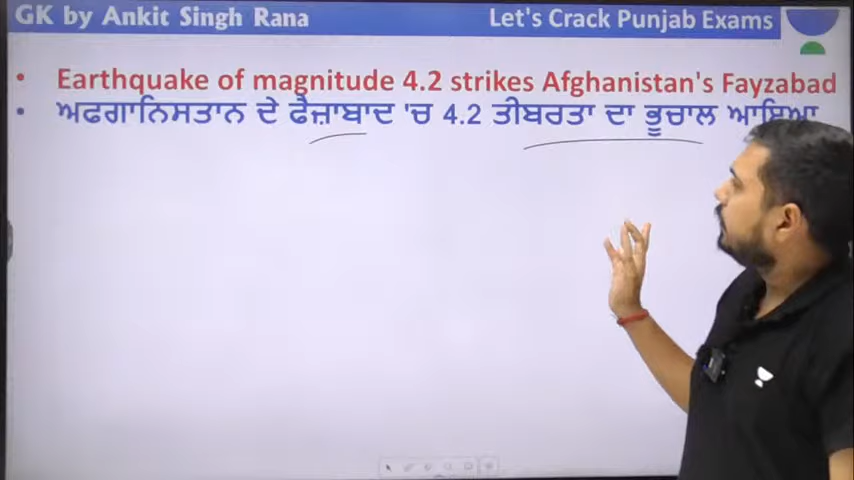 GK by Ankit Singh Rana
Let's Crack Punjab Exams
• Earthquake of magnitude 4.2 strikes Afghanistan's Fayzabad
• ਅਫਗਾਨਿਸਤਾਨ ਦੇ ਫੈਜ਼ਾਬਾਦ 'ਚ 4.2 ਤੀਬਰਤਾ ਦਾ ਭੂਚਾਲ ਆਇਆ